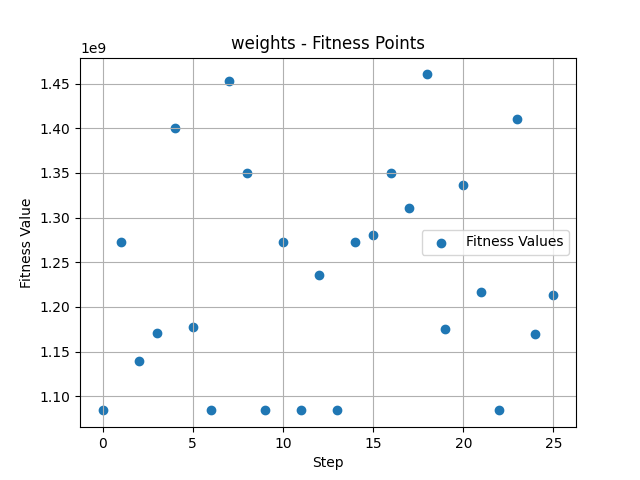 weights - Fitness Points
1e9
1.45
1.40
1.35
1.30
1.25
1.20
1.15
1.10
Fitness Value
Fitness Values
0 5 10 15 20 25
Step